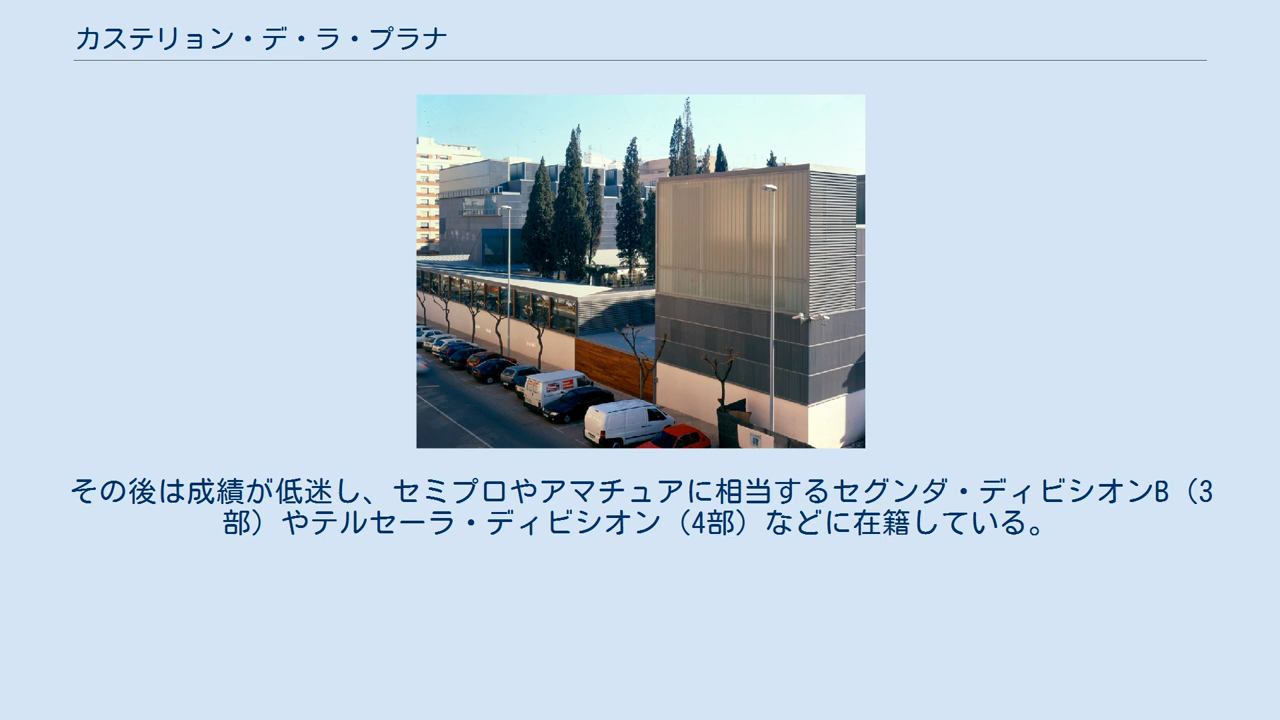 カステリョン・デ・ラ・プラナ
その後は成績が低迷し、セミプロやアマチュアに相当するセグンダ・ディビシオンB（3
部）やテルセーラ・ディビシオン（4部）などに在籍している。